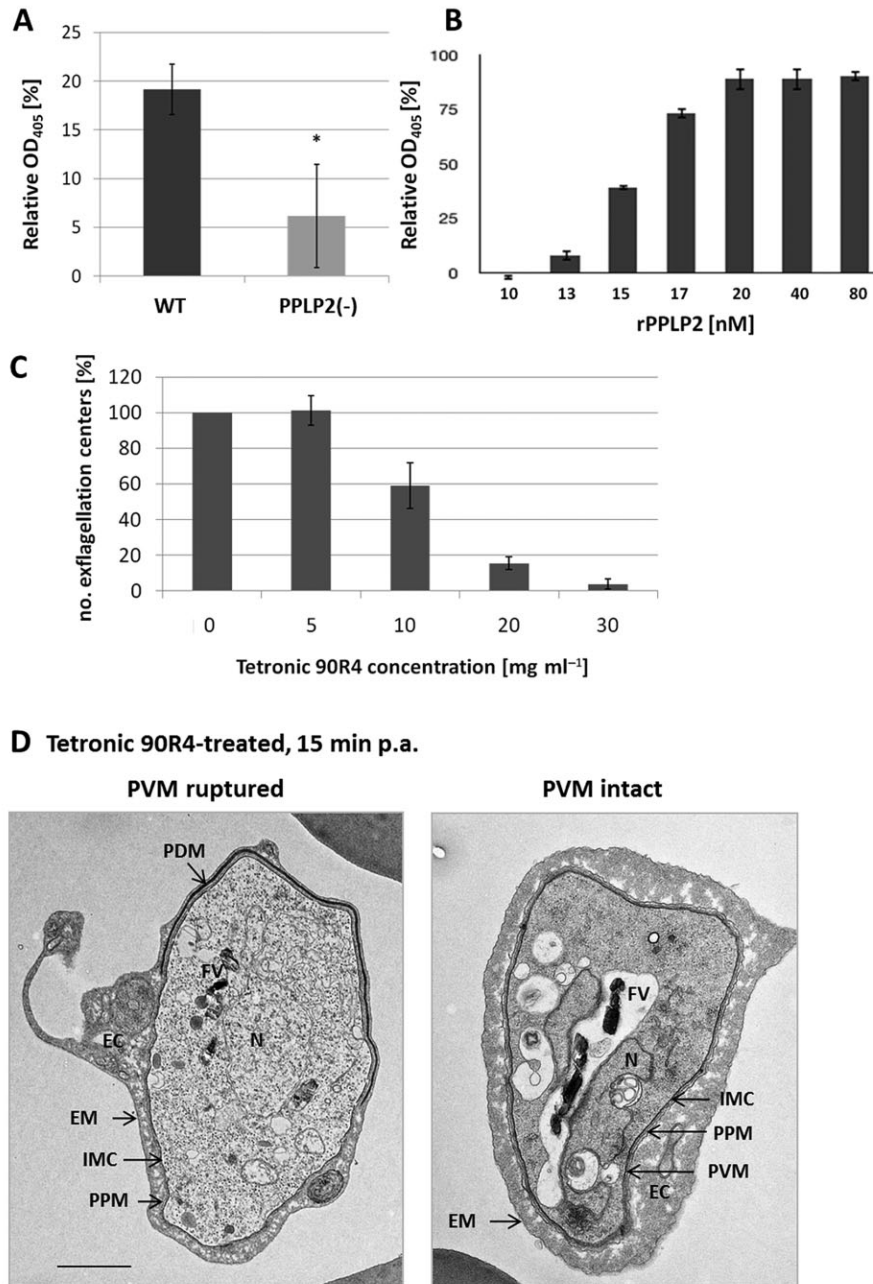 A
Relative OD405 [%]
25
20
15
10
5
0
*
WT
PPLP2(-)
B
Relative OD405 [%]
100
75
50
25
0
10 13 15 17 20 40 80
rPPLP2 [nM]
C
no. exflagellation centers [%]
120
100
80
60
40
20
0
0 5 10 20 30
Tetronic 90R4 concentration [mg ml–1]
D Tetronic 90R4-treated, 15 min p.a.
PVM ruptured
PDM
FV
EC
N
EM
IMC
PPM
PVM intact
FV
N
IMC
PPM
PVM
EC
EM